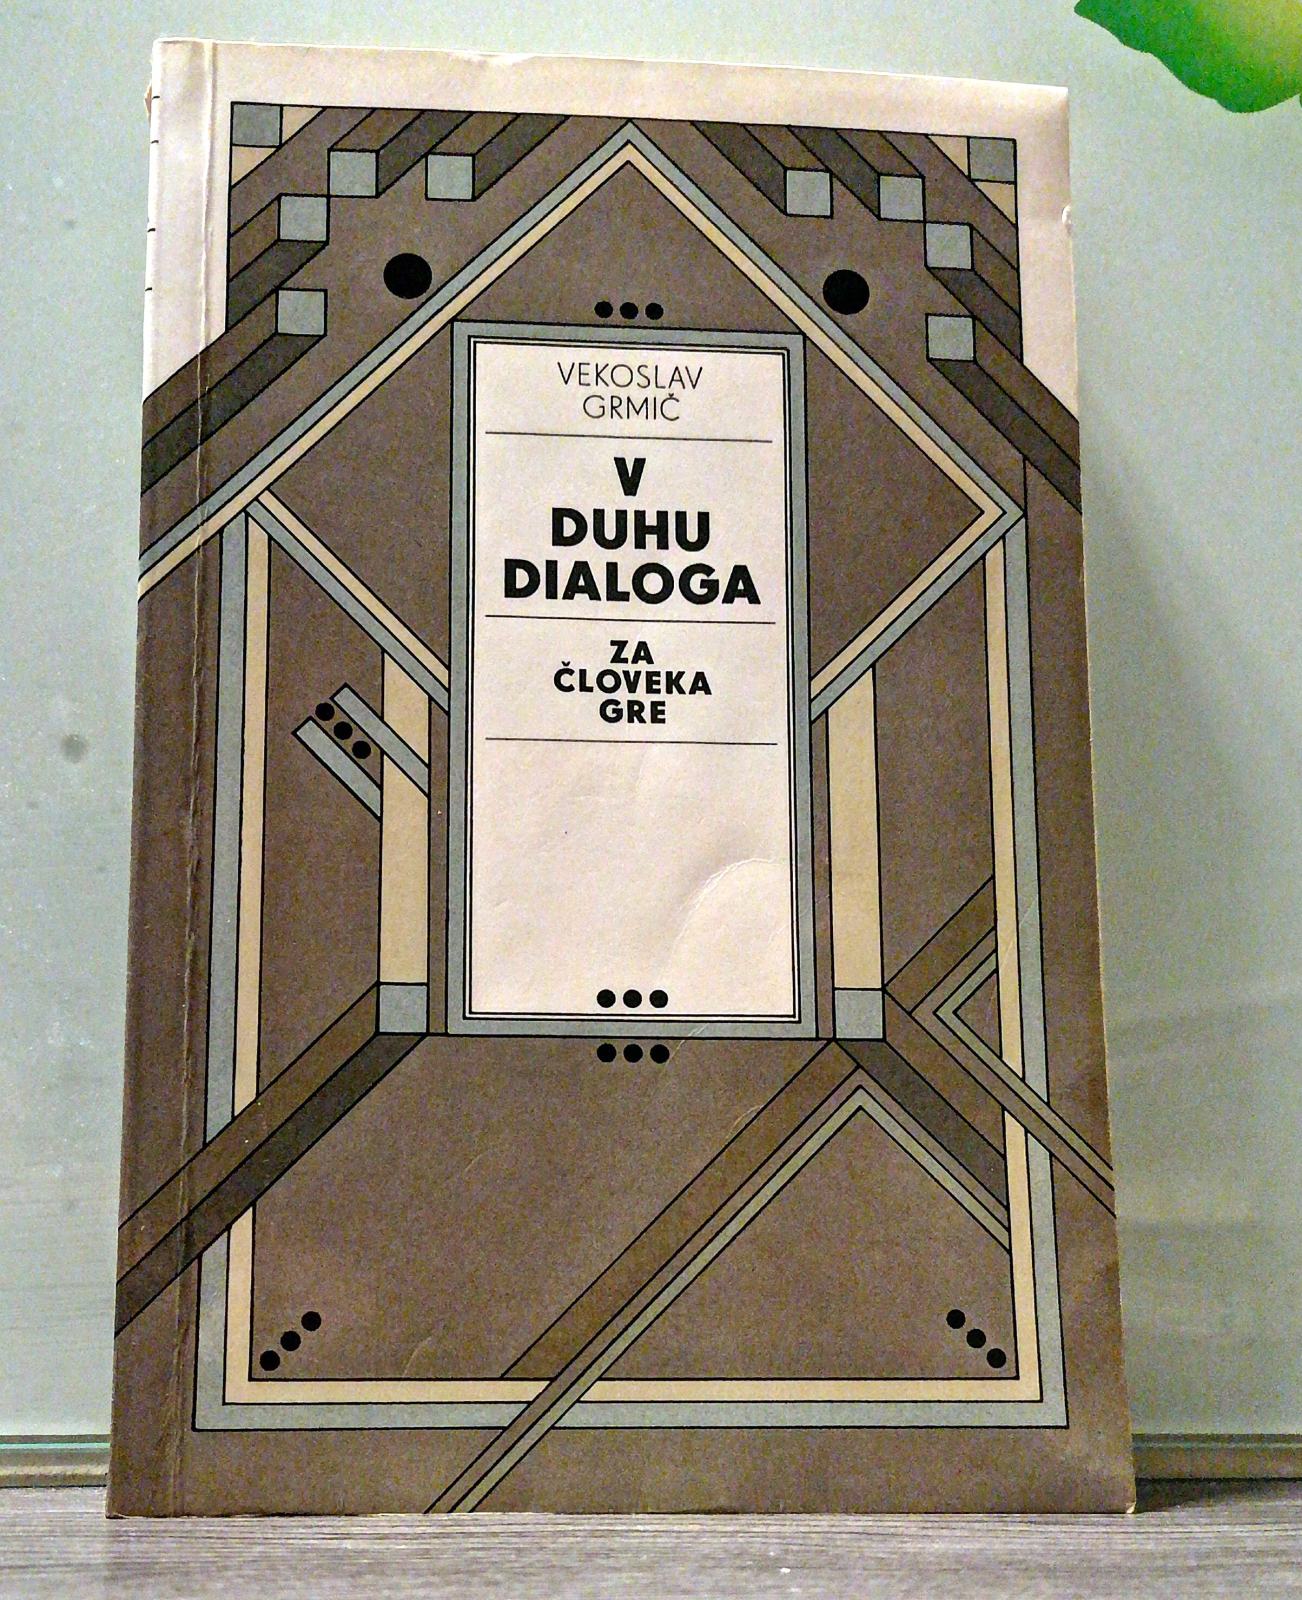 VEKOSLAV
GRMIČ
V
DUHU
DIALOGA
ZA
ČLOVEKA
GRE